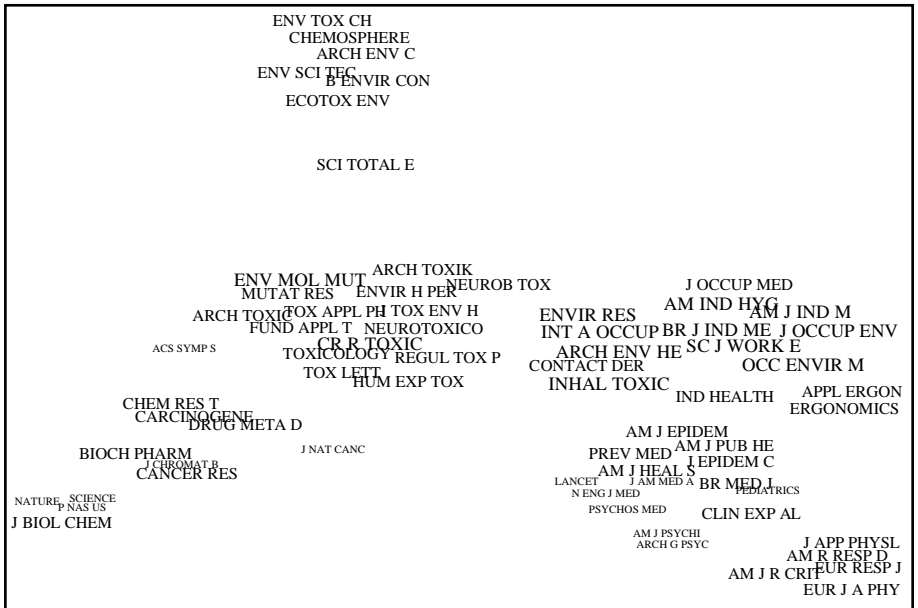 ENV TOX CH
CHEMOSPHERE
ARCH ENV C
ENV SCI TEC
B ENVIR CON
ECOTOX ENV
SCI TOTAL E
ARCH TOXIK
ENV MOL MUT
NEUROB TOX
J OCCUP MED
MUTAT RES
ENVIR H PER
AM IND HYG
ARCH TOXIC
TOX APPL PH
J TOX ENV H
ENVIR RES
AM J IND M
FUND APPL T
NEUROTOXICO
INT A OCCUP
BR J IND ME
J OCCUP ENV
ACS SYMP S
CR R TOXIC
TOXICOLOGY
REGUL TOX P
ARCH ENV HE
SC J WORK E
TOX LETT
CONTACT DER
OCC ENVIR M
HUM EXP TOX
INHAL TOXIC
IND HEALTH
APPL ERGON
CHEM RES T
ERGONOMICS
CARCINOGENE
DRUG META D
AM J EPIDEM
J NAT CANC
AM J PUB HE
BIOCH PHARM
PREV MED
J CHROMAT B
J EPIDEM C
CANCER RES
AM J HEAL S
LANCET
J AM MED A
BR MED J
N ENG J MED
PEDIATRICS
NATURE
SCIENCE
P NAS US
PSYCHOS MED
CLIN EXP AL
J BIOL CHEM
AM J PSYCHI
ARCH G PSYC
J APP PHYSL
AM R RESP D
AM J R CRIT
EUR RESP J
EUR J A PHY